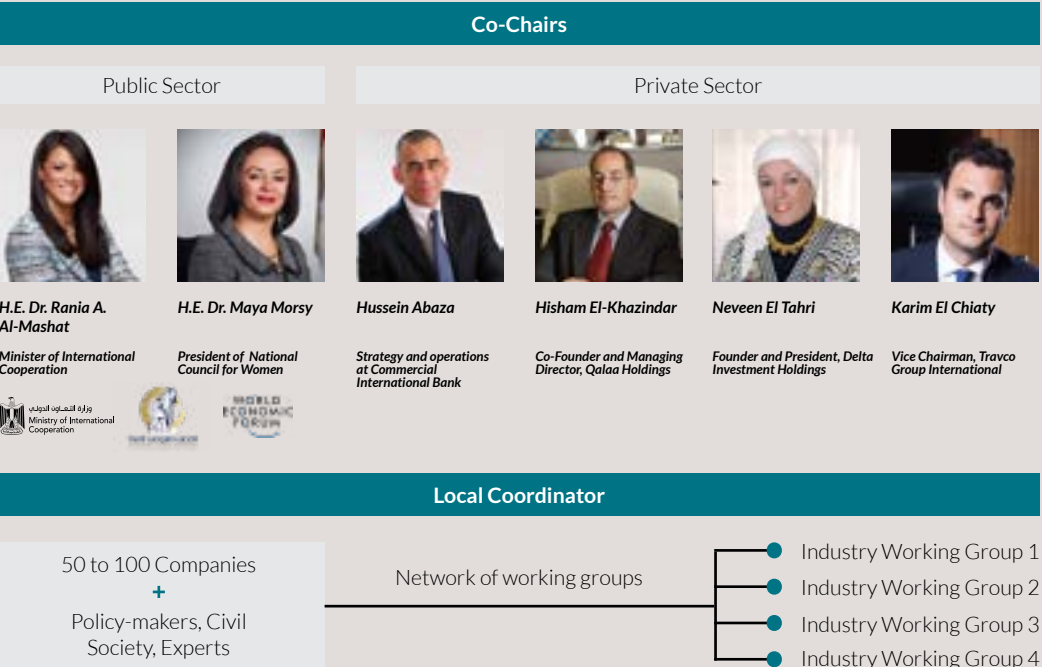 Co-Chairs
Public Sector
Private Sector
H.E. Dr. Rania A.
Al-Mashat
Minister of International
Cooperation
H.E. Dr. Maya Morsy
President of National
Council for Women
Hussein Abaza
Strategy and operations
at Commercial
International Bank
Hisham El-Khazindar
Co-Founder and Managing
Director, Qalaa Holdings
Neveen El Tahri
Founder and President, Delta
Investment Holdings
Karim El Chiaty
Vice Chairman, Travco
Group International
وزارة التعاون الدولي
Ministry of International
Cooperation
WORLD
ECONOMIC
FORUM
Local Coordinator
50 to 100 Companies
+
Policy-makers, Civil
Society, Experts
Network of working groups
Industry Working Group 1
Industry Working Group 2
Industry Working Group 3
Industry Working Group 4